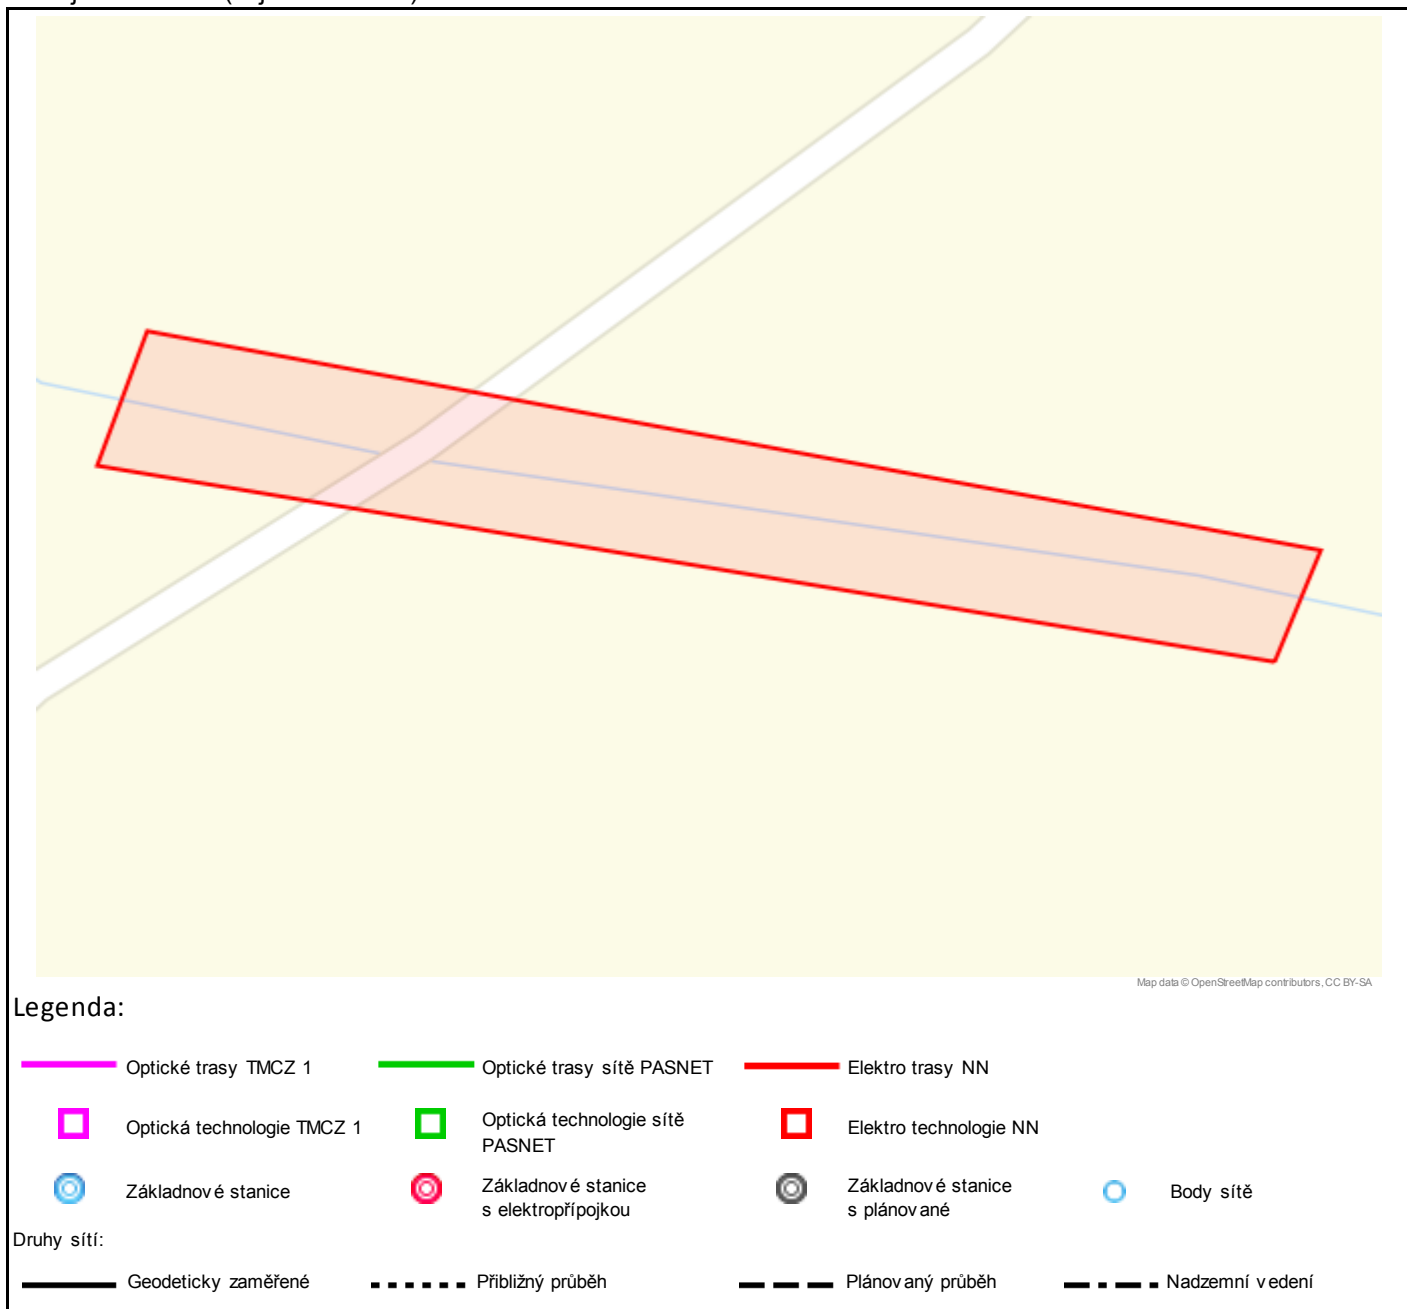 Map data © OpenStreetMap contributors, CC BY-SA
Legenda:
Optické trasy TMCZ 1
Optické trasy sítě PASNET
Elektro trasy NN
Optická technologie TMCZ 1
Optická technologie sítě
PASNET
Elektro technologie NN
Základnové stanice
Základnové stanice
s elektropřípojkou
Základnové stanice
s plánované
Body sítě
Druhy sítí:
Geodeticky zaměřené
Přibližný průběh
Plánovaný průběh
Nadzemní vedení